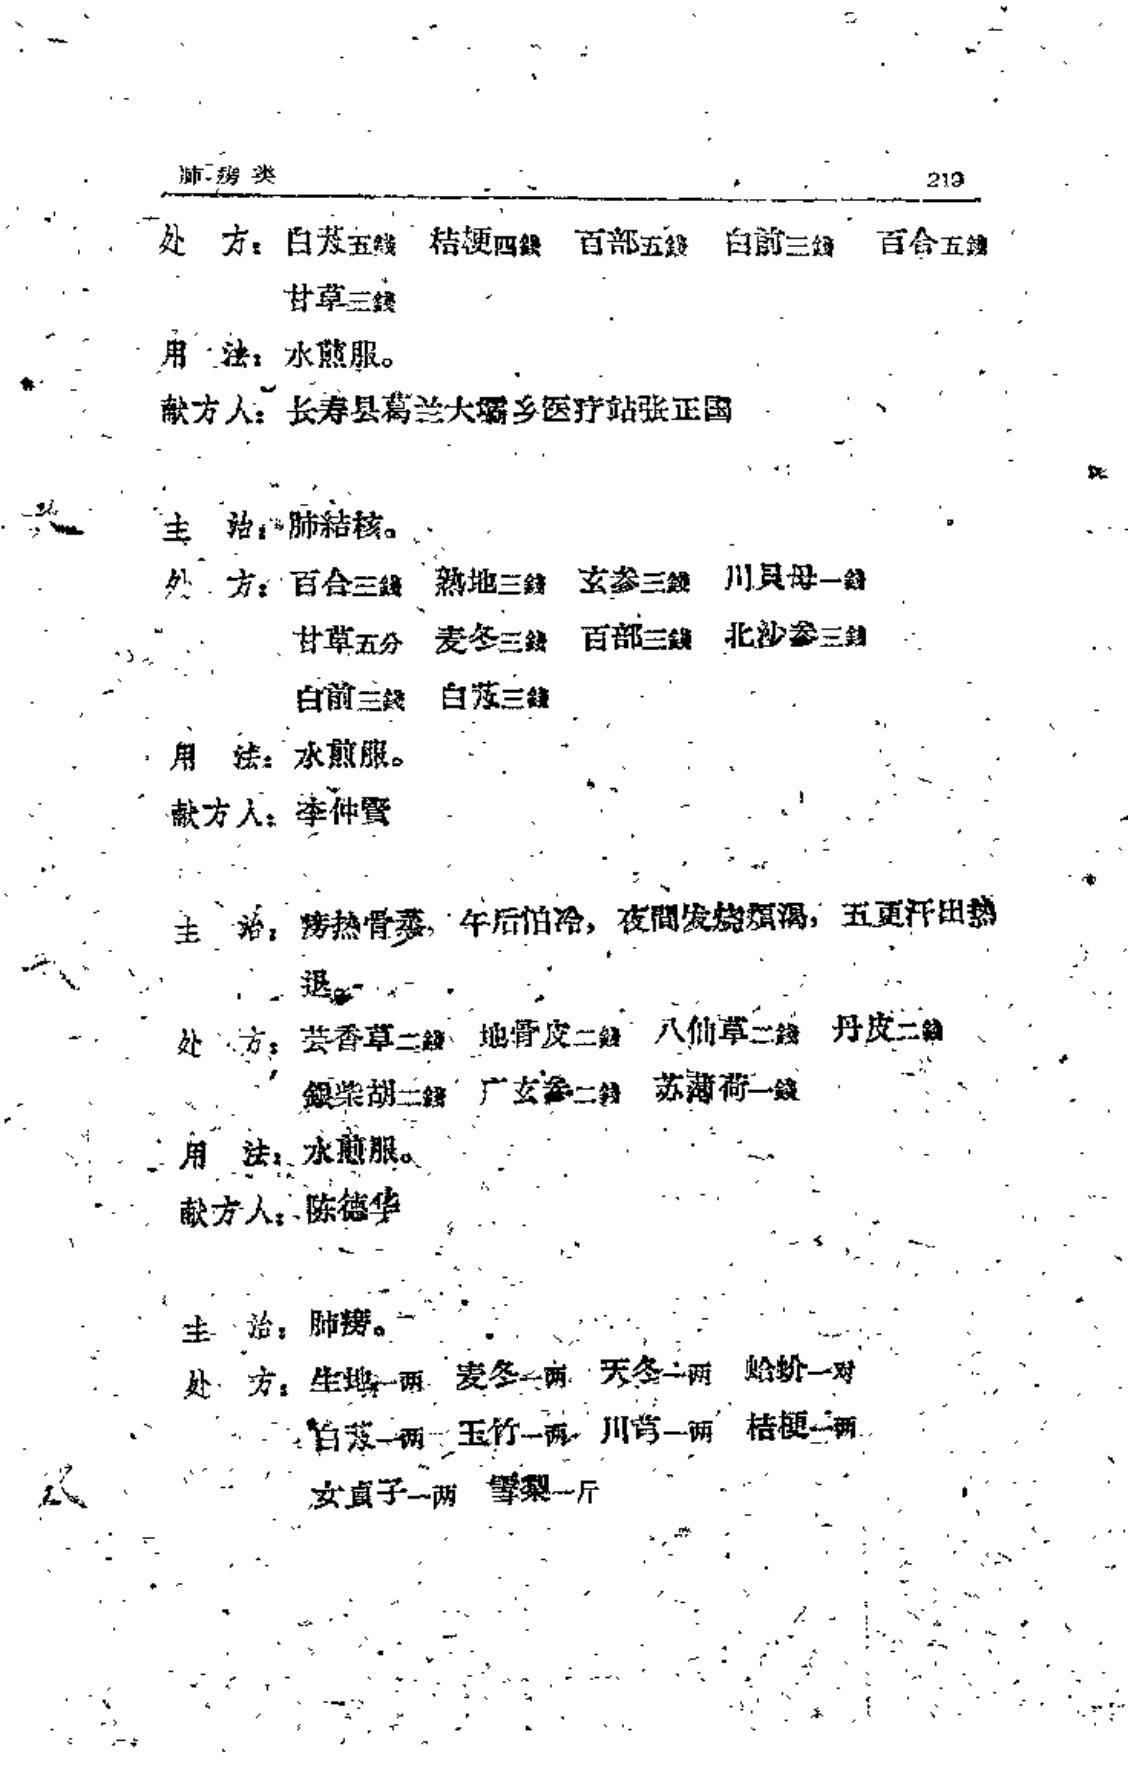 肺痨类 219
处 方：白芨五錢 桔梗四錢 百部五錢 白前三錢 百合五錢
甘草三錢
用 法：水煎服。
献方人：长寿县葛兰大壩乡医疗站张正国
主 治：肺結核。
处 方：百合三錢 熟地三錢 玄参三錢 川貝母一錢
甘草五分 麦冬三錢 百部三錢 北沙参三錢
白前三錢 白芨三錢
用 法：水煎服。
献方人：李仲賢
主 治：痨热骨蒸，午后怕冷，夜間发烧煩渴，五更汗出热
退。
处 方：芸香草二錢 地骨皮二錢 八仙草二錢 丹皮二錢
銀柴胡二錢 广玄参二錢 苏薄荷一錢
用 法：水煎服。
献方人：陈德华
主 治：肺痨。
处 方：生地一两 麦冬一两 天冬一两 蛤蚧一对
白芨一两 玉竹一两 川芎一两 桔梗一两
女貞子一两 雪梨一斤